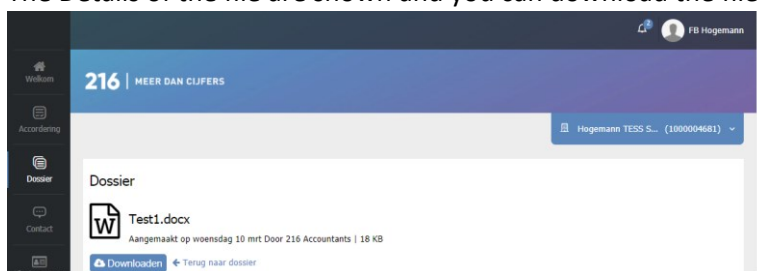 The Details of the file are shown and you can download the file
2
FB Hogemann
Welkom
216 | MEER DAN CIJFERS
Accordering
Hogemann TESS S... (1000004681)
Dossier
Dossier
W
Test1.docx
Aangemaakt op woensdag 10 mrt Door 216 Accountants | 18 KB
Contact
Downloaden
Terug naar dossier